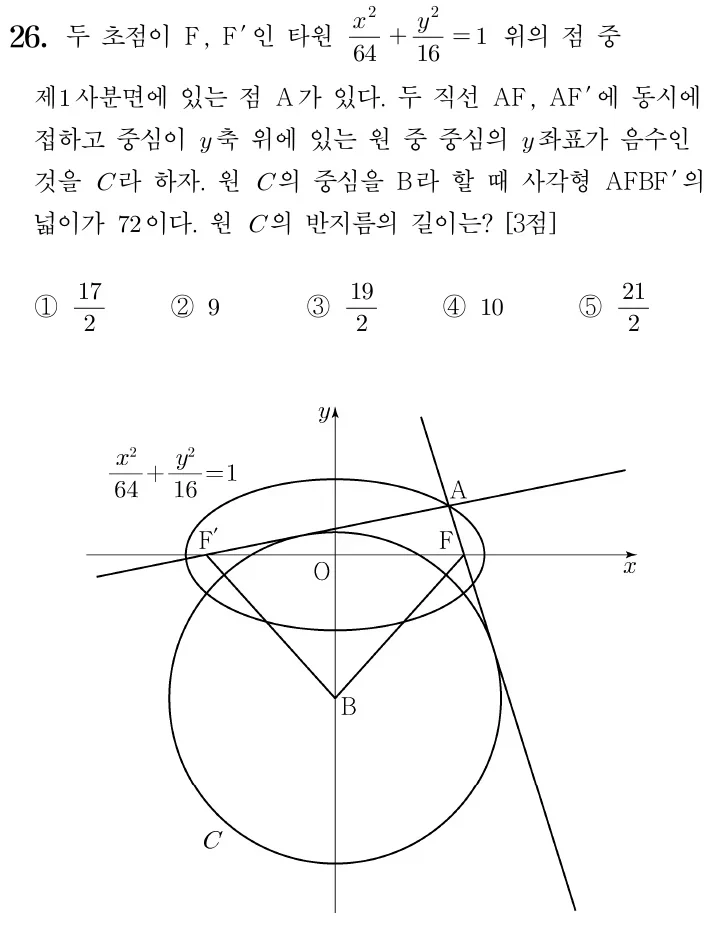 26. 두 초점이 F, F′인 타원 x²/64 + y²/16 = 1 위의 점 중
제1사분면에 있는 점 A가 있다. 두 직선 AF, AF′에 동시에
접하고 중심이 y축 위에 있는 원 중 중심의 y좌표가 음수인
것을 C라 하자. 원 C의 중심을 B라 할 때 사각형 AFBF′의
넓이가 72이다. 원 C의 반지름의 길이는? [3점]
① 17/2 ② 9 ③ 19/2 ④ 10 ⑤ 21/2
y
x²/64 + y²/16 = 1
A
F′ F
O x
B
C